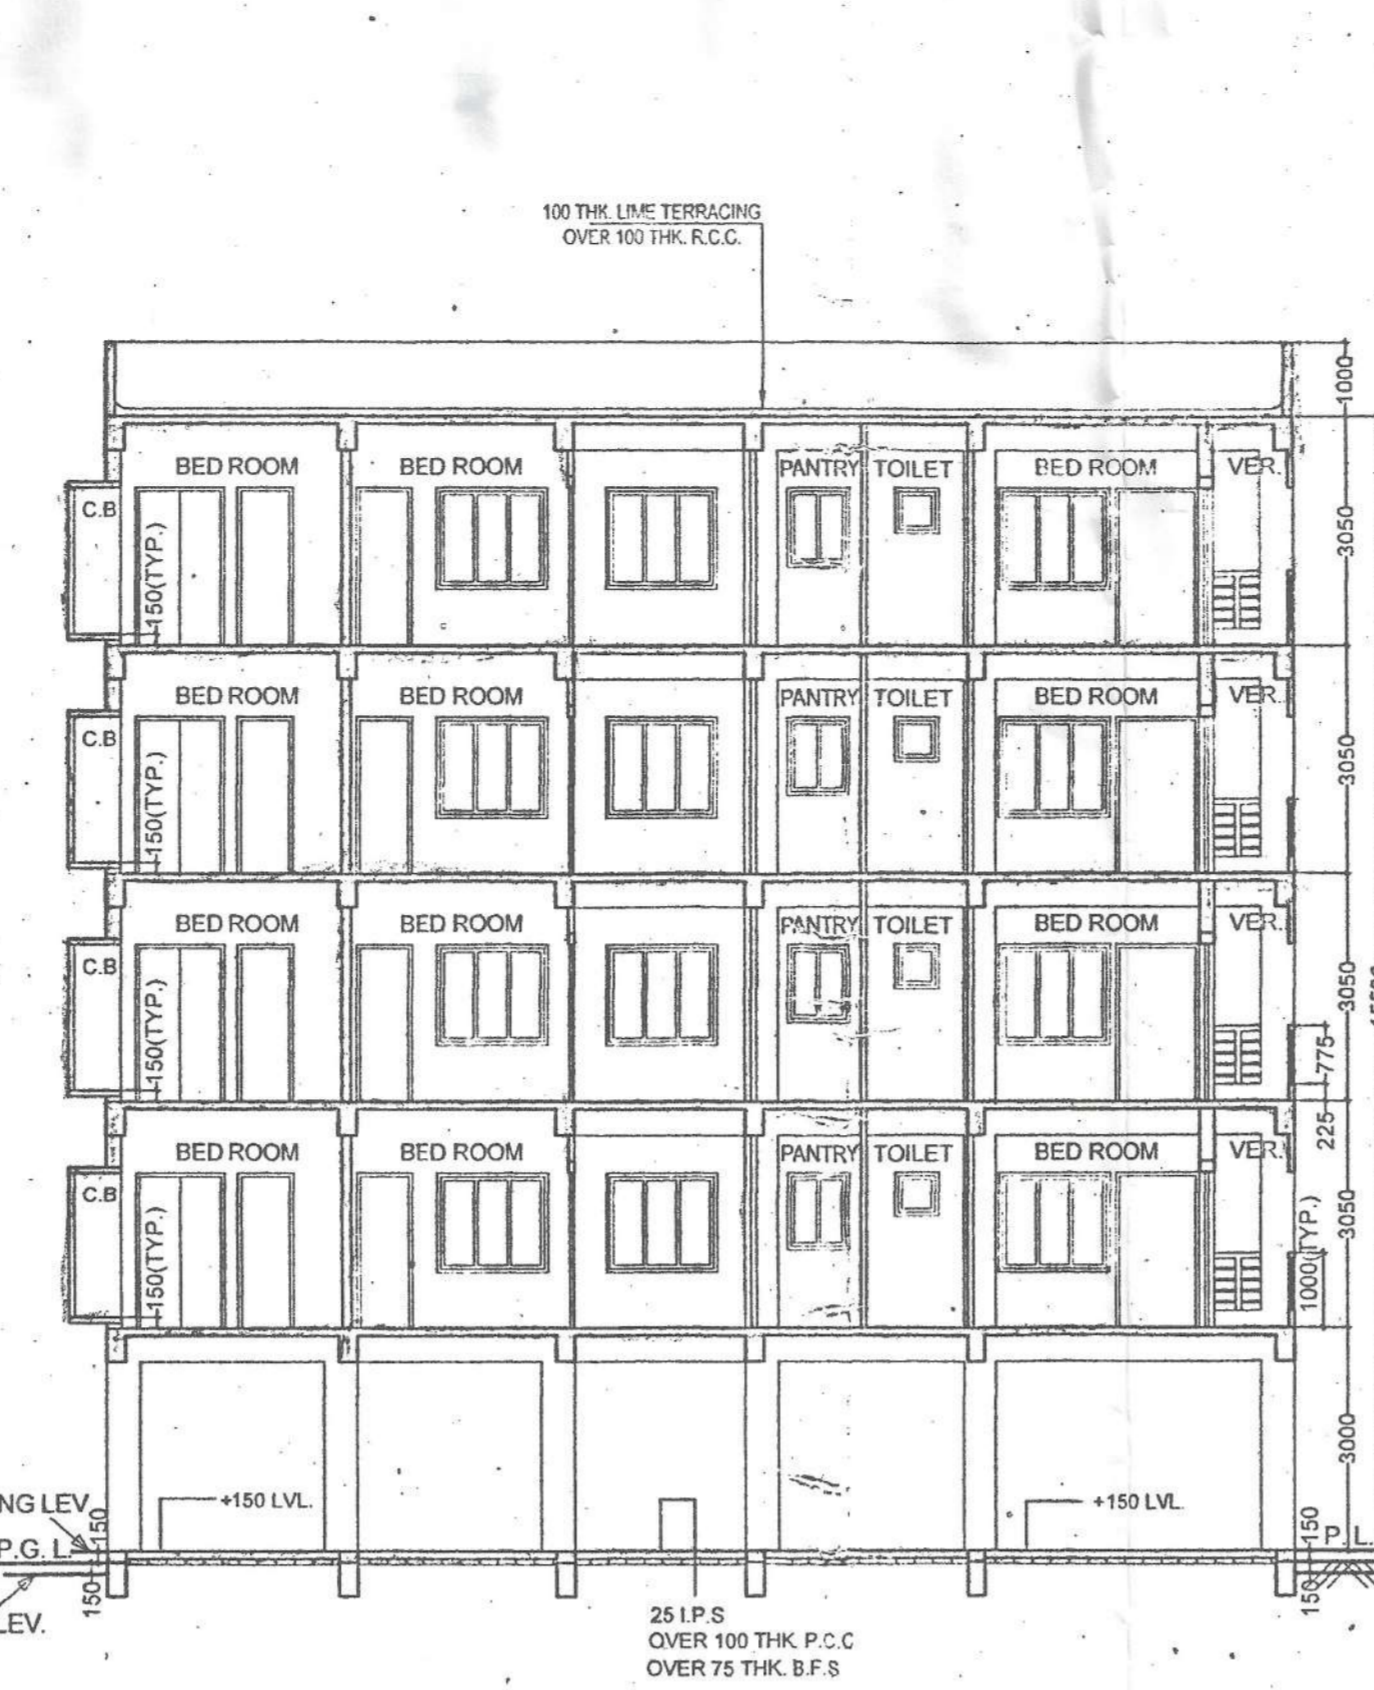 100 THK. LIME TERRACING
OVER 100 THK. R.C.C.
1000
BED ROOM BED ROOM PANTRY TOILET BED ROOM VER.
C.B
150(TYP.)
3050
BED ROOM BED ROOM PANTRY TOILET BED ROOM VER.
C.B
150(TYP.)
3050
BED ROOM BED ROOM PANTRY TOILET BED ROOM VER.
C.B
150(TYP.)
3050
775
225
BED ROOM BED ROOM PANTRY TOILET BED ROOM VER.
C.B
150(TYP.)
3050
1000(TYP.)
3000
+150 LVL. +150 LVL.
NG LEV
150
150
P.G. L.
P. L.
150
150
LEV.
25 I.P.S
OVER 100 THK. P.C.C
OVER 75 THK. B.F.S